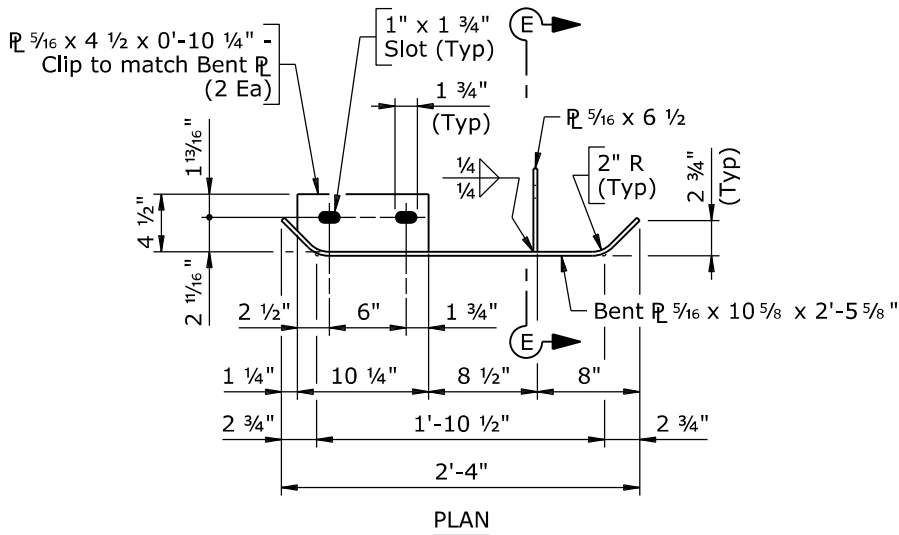 ℄ 5/16 x 4 ½ x 0'-10 ¼" -
Clip to match Bent ℄
(2 Ea)
1" x 1 ¾"
Slot (Typ)
E
1 ¾"
(Typ)
℄ 5/16 x 6 ½
1 13/16"
¼
¼
2" R
(Typ)
2 ¾"
(Typ)
4 ½"
2 11/16"
Bent ℄ 5/16 x 10 5/8 x 2'-5 5/8"
2 ½"
6"
1 ¾"
E
1 ¼"
10 ¼"
8 ½"
8"
2 ¾"
1'-10 ½"
2 ¾"
2'-4"
PLAN